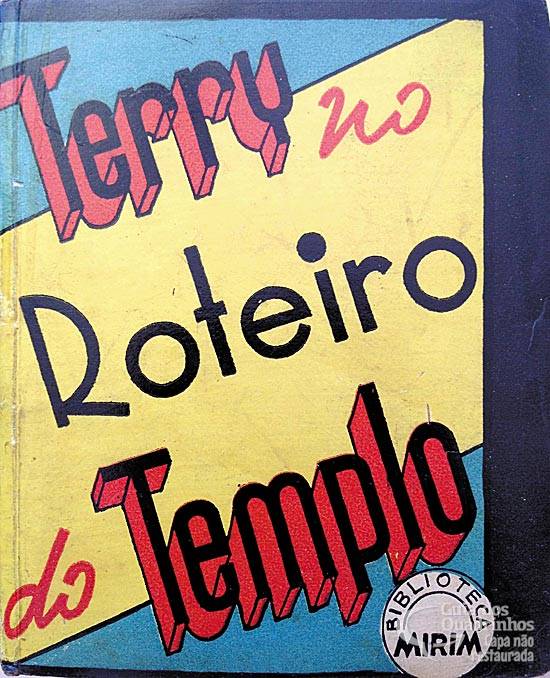 Terry no
Roteiro
do Templo
BIBLIOTECA
MIRIM
Guia dos
Quadrinhos
Capa não
restaurada